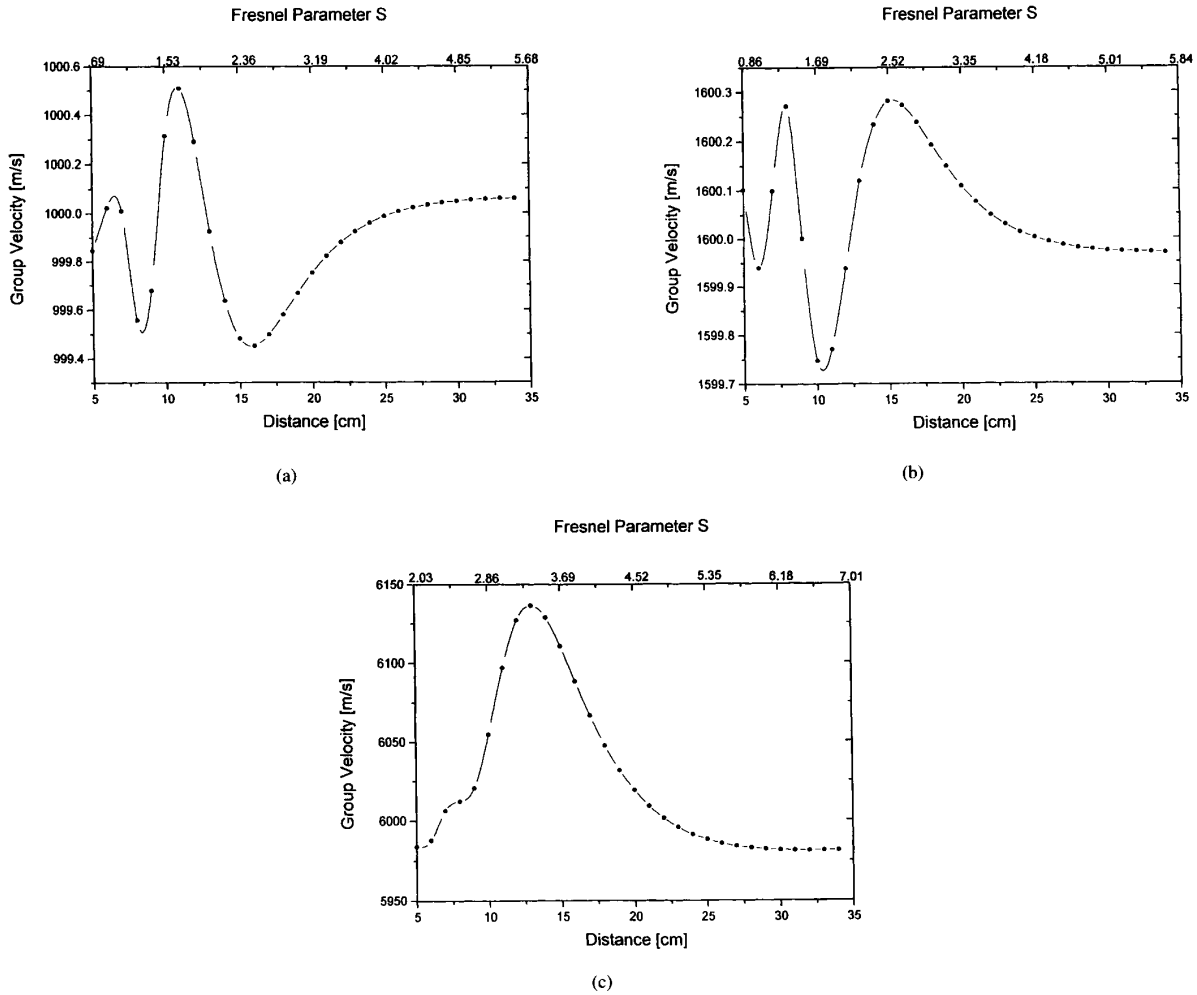 Fresnel Parameter S
69 1.53 2.36 3.19 4.02 4.85 5.68
1000.6
1000.4
1000.2
1000.0
999.8
999.6
999.4
Group Velocity [m/s]
5 10 15 20 25 30 35
Distance [cm]
(a)
Fresnel Parameter S
0.86 1.69 2.52 3.35 4.18 5.01 5.84
1600.3
1600.2
1600.1
1600.0
1599.9
1599.8
1599.7
Group Velocity [m/s]
5 10 15 20 25 30 35
Distance [cm]
(b)
Fresnel Parameter S
2.03 2.86 3.69 4.52 5.35 6.18 7.01
6150
6100
6050
6000
5950
Group Velocity [m/s]
5 10 15 20 25 30 35
Distance [cm]
(c)